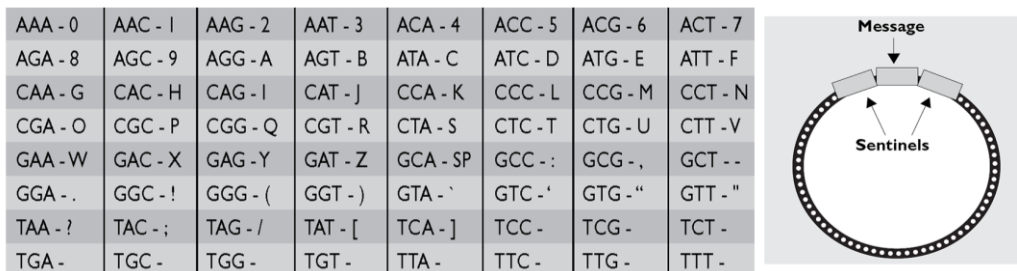 AAA - 0 AAC - 1 AAG - 2 AAT - 3 ACA - 4 ACC - 5 ACG - 6 ACT - 7
AGA - 8 AGC - 9 AGG - A AGT - B ATA - C ATC - D ATG - E ATT - F
CAA - G CAC - H CAG - I CAT - J CCA - K CCC - L CCG - M CCT - N
CGA - O CGC - P CGG - Q CGT - R CTA - S CTC - T CTG - U CTT - V
GAA - W GAC - X GAG - Y GAT - Z GCA - SP GCC - : GCG - , GCT - -
GGA - . GGC - ! GGG - ( GGT - ) GTA - ` GTC - ‘ GTG - “ GTT - "
TAA - ? TAC - ; TAG - / TAT - [ TCA - ] TCC - TCG - TCT -
TGA - TGC - TGG - TGT - TTA - TTC - TTG - TTT -
Message
Sentinels